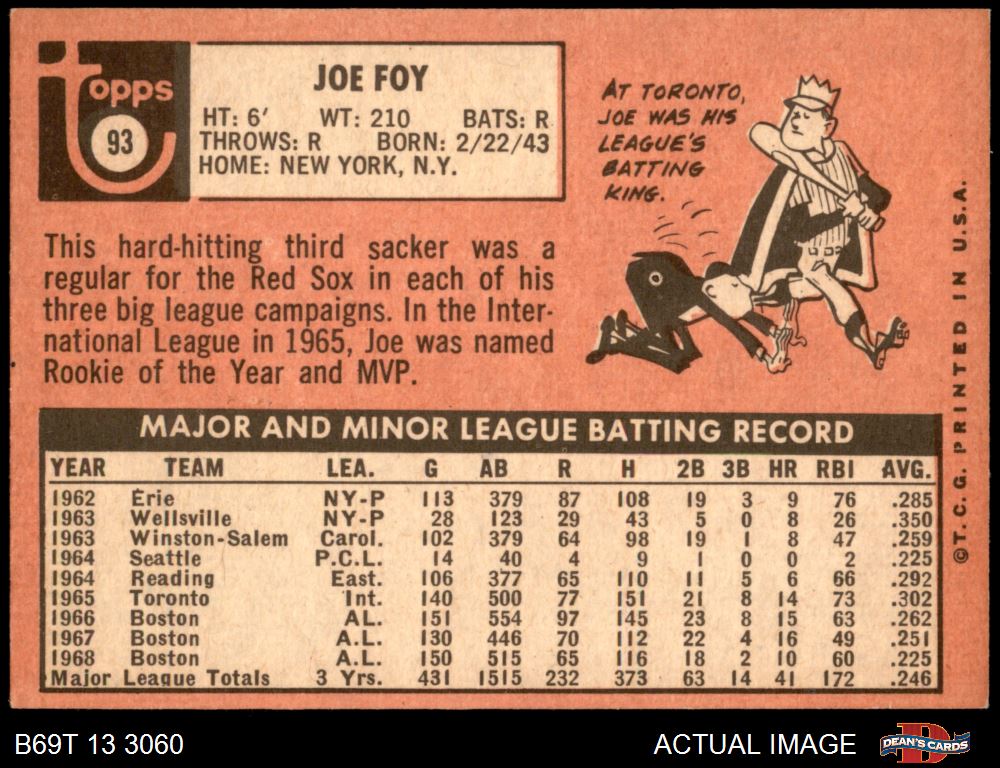 Topps
93
JOE FOY
HT: 6' WT: 210 BATS: R
THROWS: R BORN: 2/22/43
HOME: NEW YORK, N.Y.
AT TORONTO,
JOE WAS HIS
LEAGUE'S
BATTING
KING.
This hard-hitting third sacker was a
regular for the Red Sox in each of his
three big league campaigns. In the Inter-
national League in 1965, Joe was named
Rookie of the Year and MVP.
MAJOR AND MINOR LEAGUE BATTING RECORD
YEAR TEAM LEA. G AB R H 2B 3B HR RBI AVG.
1962 Erie NY-P 113 379 87 108 19 3 9 76 .285
1963 Wellsville NY-P 28 123 29 43 5 0 8 26 .350
1963 Winston-Salem Carol. 102 379 64 98 19 1 8 47 .259
1964 Seattle P.C.L. 14 40 4 9 1 0 0 2 .225
1964 Reading East. 106 377 65 110 11 5 6 66 .292
1965 Toronto Int. 140 500 77 151 21 8 14 73 .302
1966 Boston AL. 151 554 97 145 23 8 15 63 .262
1967 Boston A.L. 130 446 70 112 22 4 16 49 .251
1968 Boston A.L. 150 515 65 116 18 2 10 60 .225
Major League Totals 3 Yrs. 431 1515 232 373 63 14 41 172 .246
©T.C.G. PRINTED IN U.S.A.
B69T 13 3060
ACTUAL IMAGE
DEAN'S CARDS